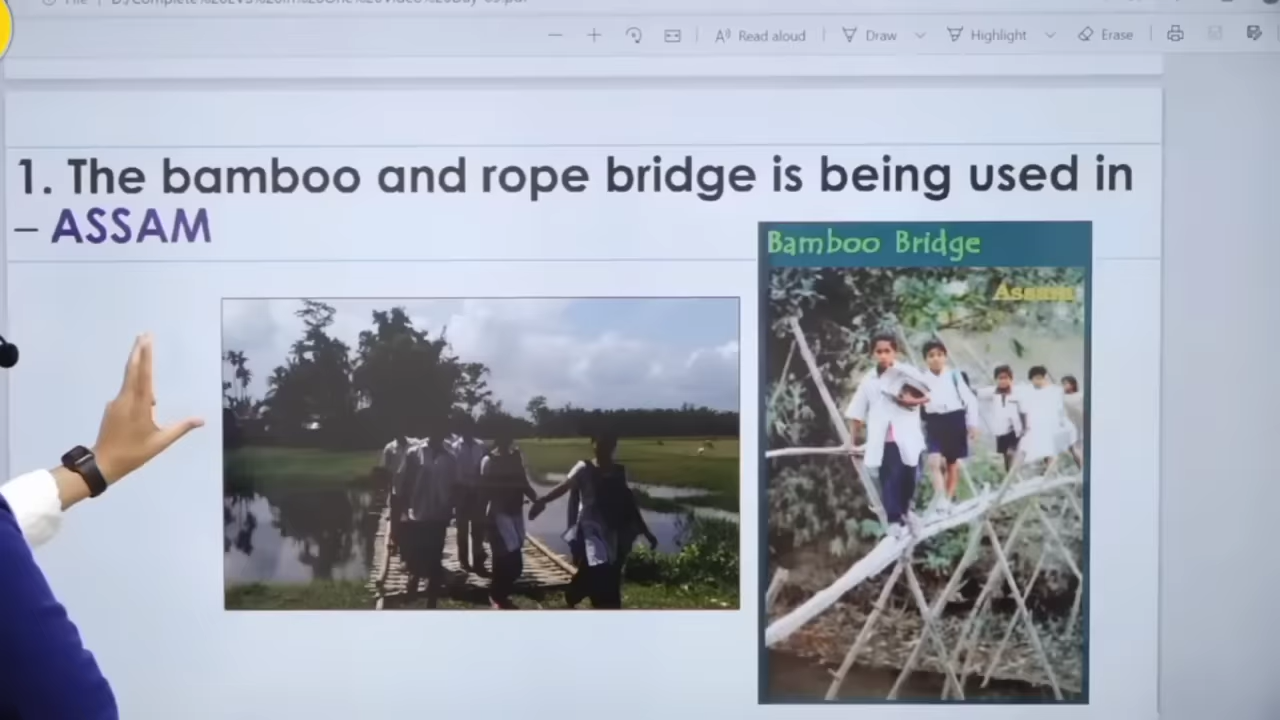 Read aloud
Draw
Highlight
Erase
1. The bamboo and rope bridge is being used in
– ASSAM
Bamboo Bridge
Assam